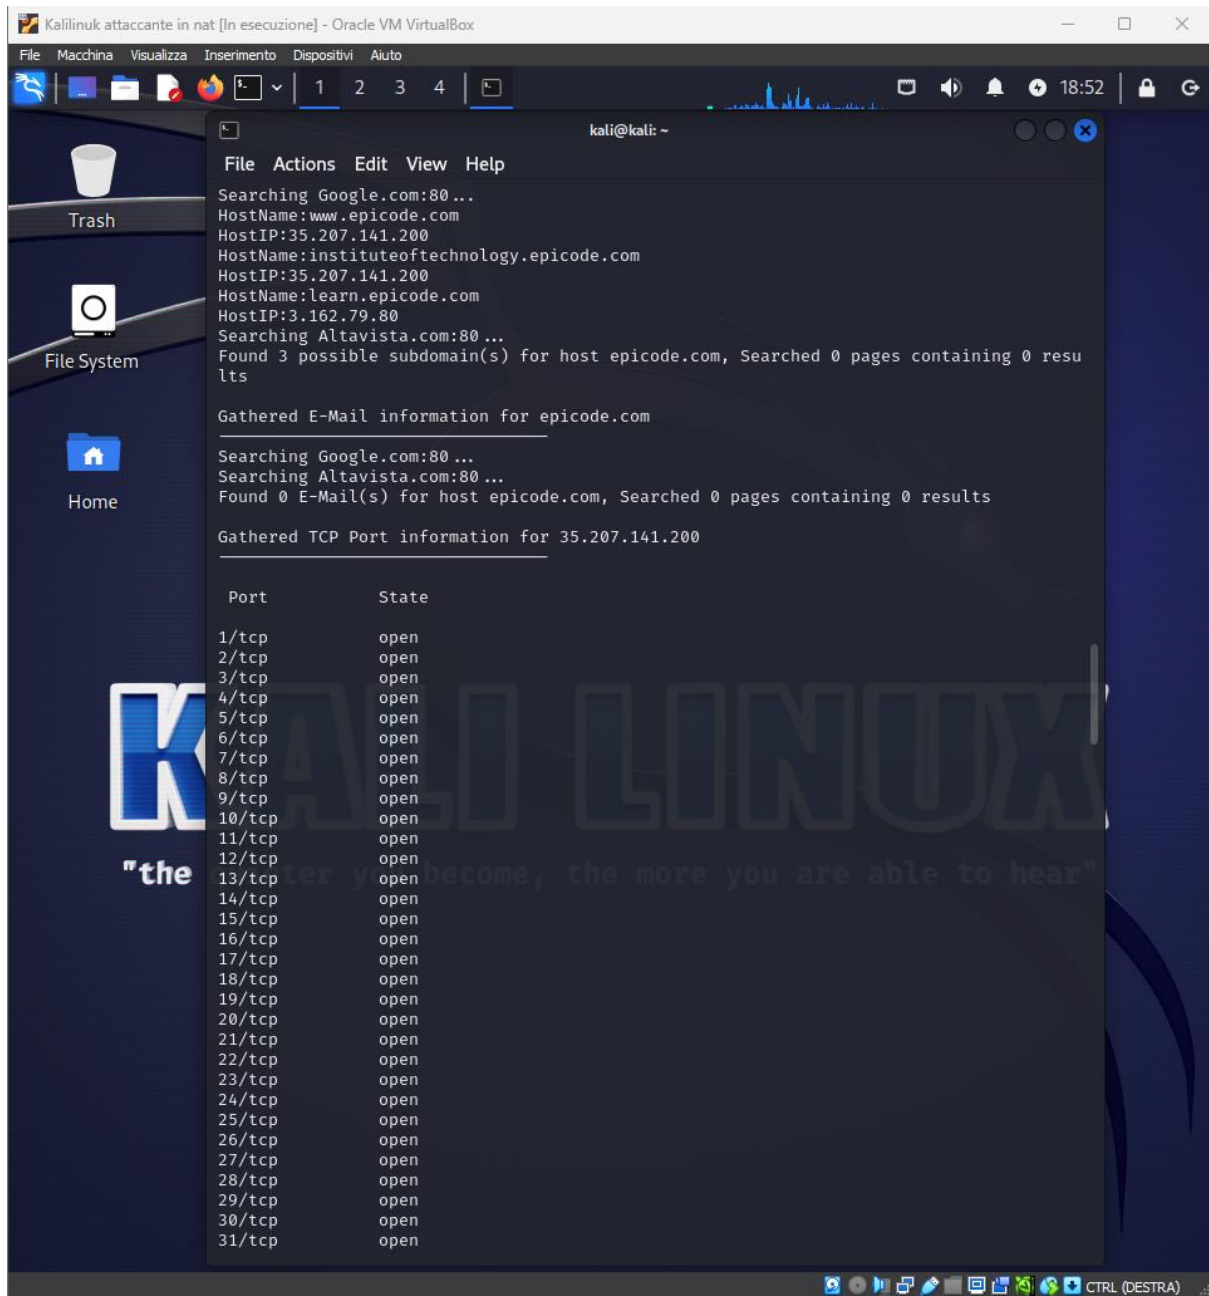 Kalilinuk attaccante in nat [In esecuzione] - Oracle VM VirtualBox
File Macchina Visualizza Inserimento Dispositivi Aiuto
1 2 3 4 18:52
kali@kali: ~
File Actions Edit View Help
Searching Google.com:80...
HostName:www.epicode.com
HostIP:35.207.141.200
HostName:instituteoftechnology.epicode.com
HostIP:35.207.141.200
HostName:learn.epicode.com
HostIP:3.162.79.80
Searching Altavista.com:80...
Found 3 possible subdomain(s) for host epicode.com, Searched 0 pages containing 0 resu
lts
Gathered E-Mail information for epicode.com
Searching Google.com:80...
Searching Altavista.com:80...
Found 0 E-Mail(s) for host epicode.com, Searched 0 pages containing 0 results
Gathered TCP Port information for 35.207.141.200
Port State
1/tcp open
2/tcp open
3/tcp open
4/tcp open
5/tcp open
6/tcp open
7/tcp open
8/tcp open
9/tcp open
10/tcp open
11/tcp open
12/tcp open
13/tcp open
14/tcp open
15/tcp open
16/tcp open
17/tcp open
18/tcp open
19/tcp open
20/tcp open
21/tcp open
22/tcp open
23/tcp open
24/tcp open
25/tcp open
26/tcp open
27/tcp open
28/tcp open
29/tcp open
30/tcp open
31/tcp open
Trash
File System
Home
KALI LINUX
"the you become, the more you are able to hear"
CTRL (DESTRA)